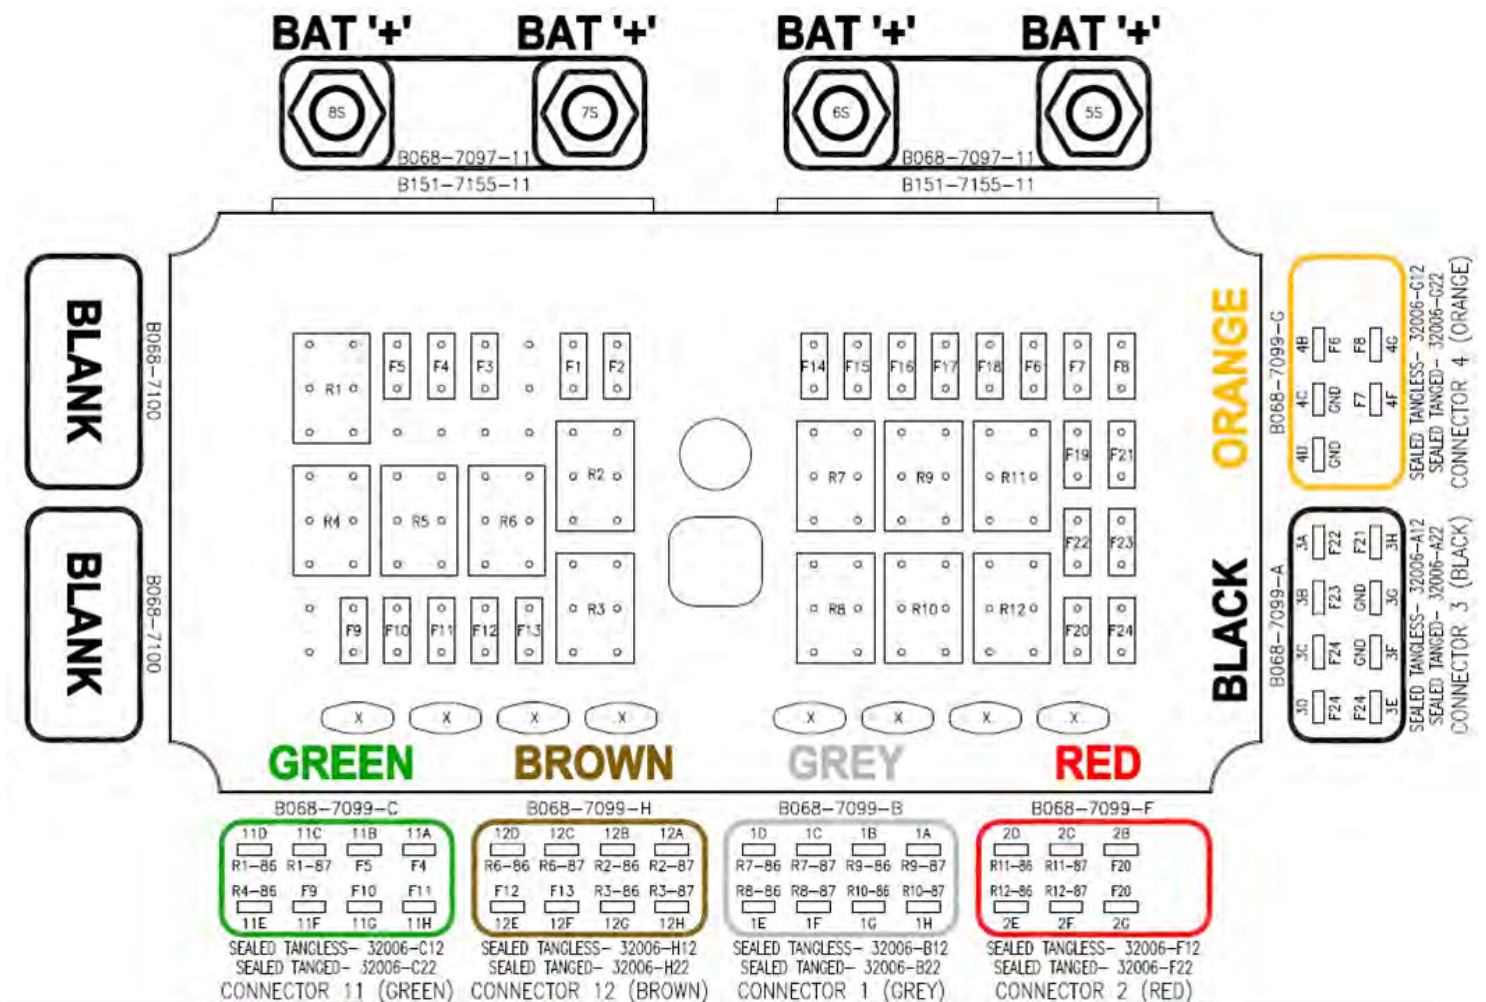 BAT '+' BAT '+' BAT '+' BAT '+'
8S 7S 6S 5S
B068-7097-11 B068-7097-11
B151-7155-11 B151-7155-11
BLANK
B068-7100
BLANK
B068-7100
F5 F4 F3 F1 F2 F14 F15 F16 F17 F18 F6 F7 F8
R1
R2 R7 R9 R11 F19 F21
R4 R5 R6
F22 F23
R3 R8 R10 R12
F9 F10 F11 F12 F13 F20 F24
X X X X X X X X
GREEN BROWN GREY RED
ORANGE
B068-7099-G
4B F6 F8 4G
4C GND F7 4F
4D GND
SEALED TANGLESS- 32006-G12
SEALED TANGED- 32006-G22
CONNECTOR 4 (ORANGE)
BLACK
B068-7099-A
3A F22 F21 3H
3B F23 GND 3G
3C F24 GND 3F
3D F24 F24 3E
SEALED TANGLESS- 32006-A12
SEALED TANGED- 32006-A22
CONNECTOR 3 (BLACK)
B068-7099-C
11D 11C 11B 11A
R1-86 R1-87 F5 F4
R4-86 F9 F10 F11
11E 11F 11G 11H
SEALED TANGLESS- 32006-C12
SEALED TANGED- 32006-C22
CONNECTOR 11 (GREEN)
B068-7099-H
12D 12C 12B 12A
R6-86 R6-87 R2-86 R2-87
F12 F13 R3-86 R3-87
12E 12F 12G 12H
SEALED TANGLESS- 32006-H12
SEALED TANGED- 32006-H22
CONNECTOR 12 (BROWN)
B068-7099-B
1D 1C 1B 1A
R7-86 R7-87 R9-86 R9-87
R8-86 R8-87 R10-86 R10-87
1E 1F 1G 1H
SEALED TANGLESS- 32006-B12
SEALED TANGED- 32006-B22
CONNECTOR 1 (GREY)
B068-7099-F
2D 2C 2B
R11-86 R11-87 F20
R12-86 R12-87 F20
2E 2F 2G
SEALED TANGLESS- 32006-F12
SEALED TANGED- 32006-F22
CONNECTOR 2 (RED)